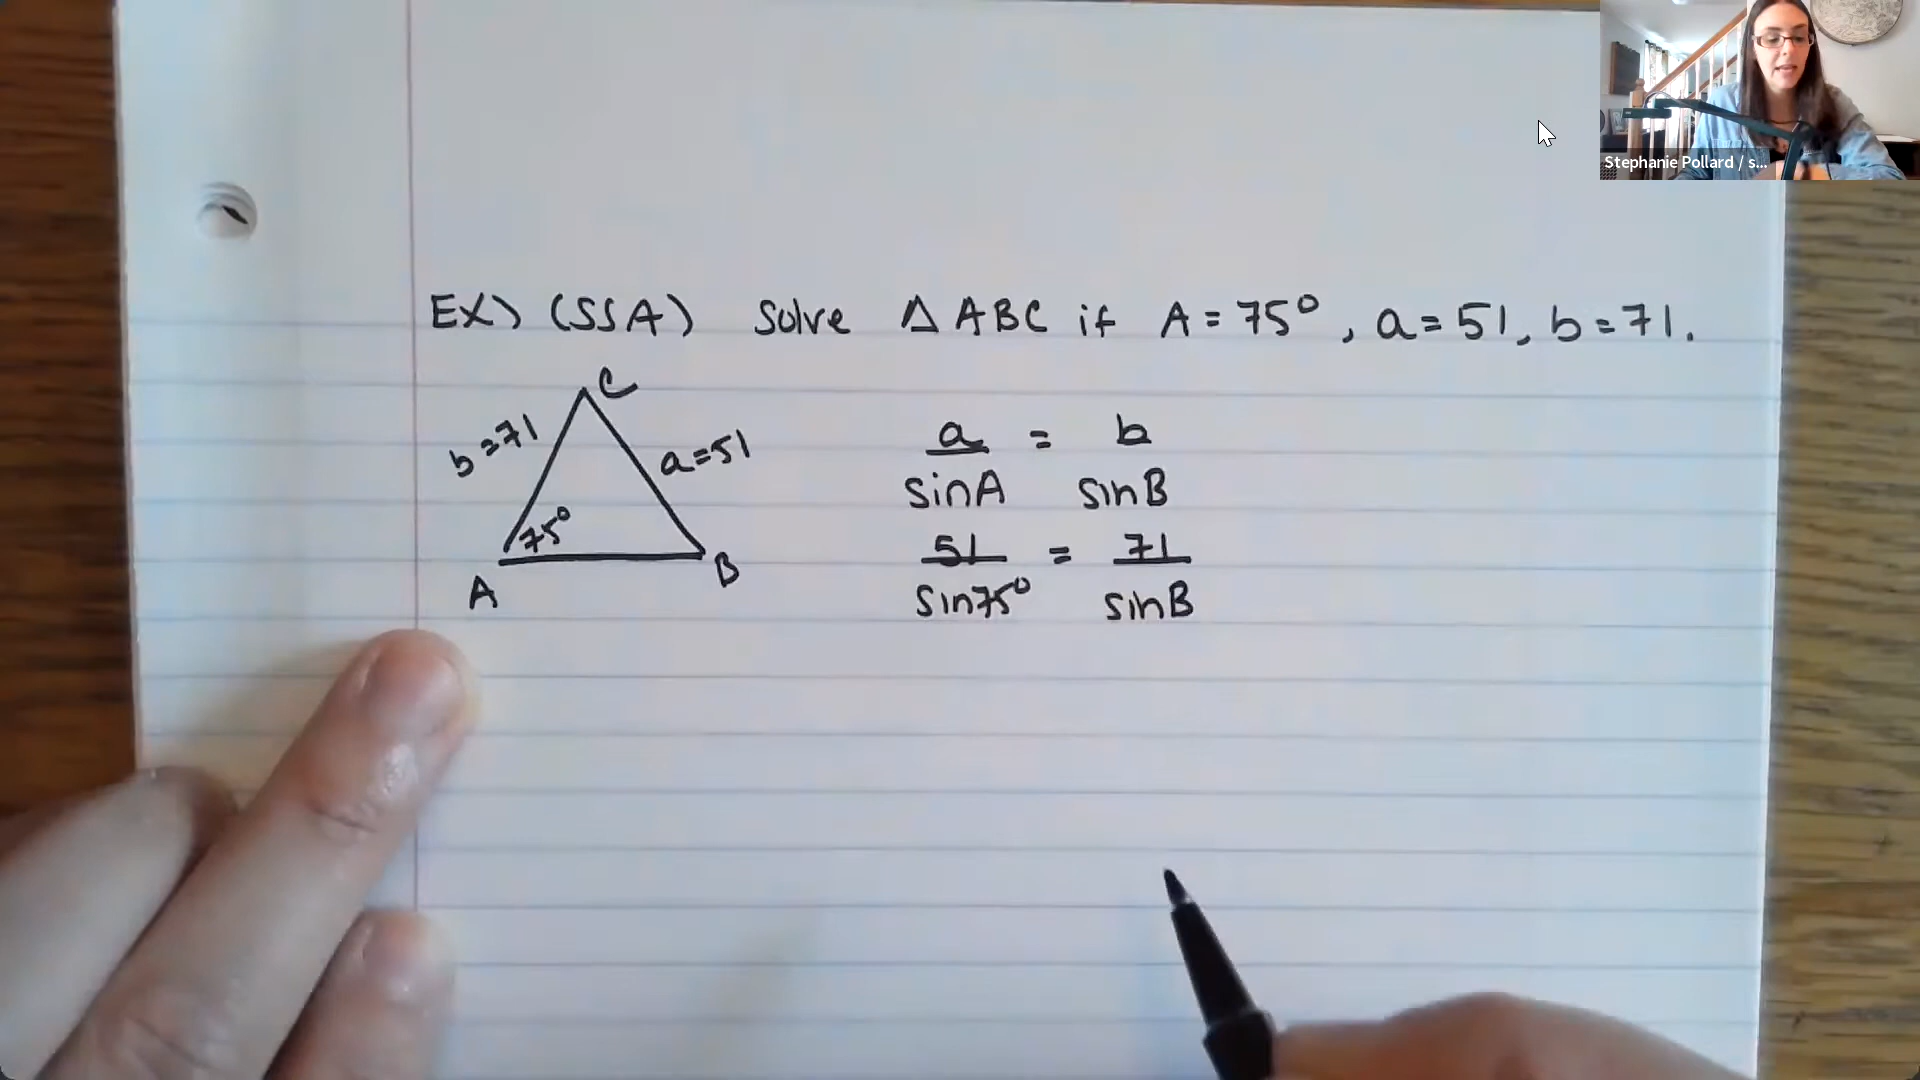 Stephanie Pollard / s...
EX) (SSA) Solve △ABC if A = 75°, a = 51, b = 71.
C
b = 71
a = 51
75°
A
B
a = b
sinA sinB
51 = 71
sin75° sinB